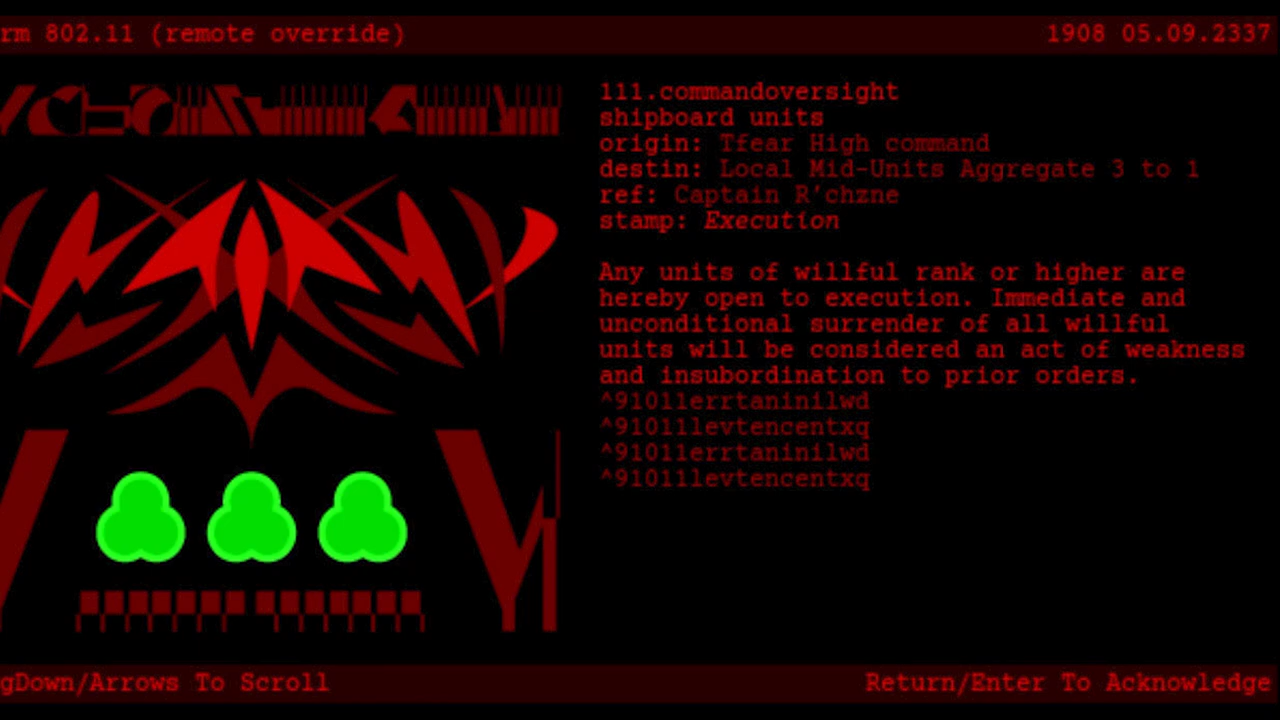 rm 802.11 (remote override)
1908 05.09.2337
111.commandoversight
shipboard units
origin: Tfear High command
destin: Local Mid-Units Aggregate 3 to 1
ref: Captain R'chzne
stamp: Execution
Any units of willful rank or higher are
hereby open to execution. Immediate and
unconditional surrender of all willful
units will be considered an act of weakness
and insubordination to prior orders.
^91011errtaninilwd
^91011levtencentxq
^91011errtaninilwd
^91011levtencentxq
gDown/Arrows To Scroll
Return/Enter To Acknowledge